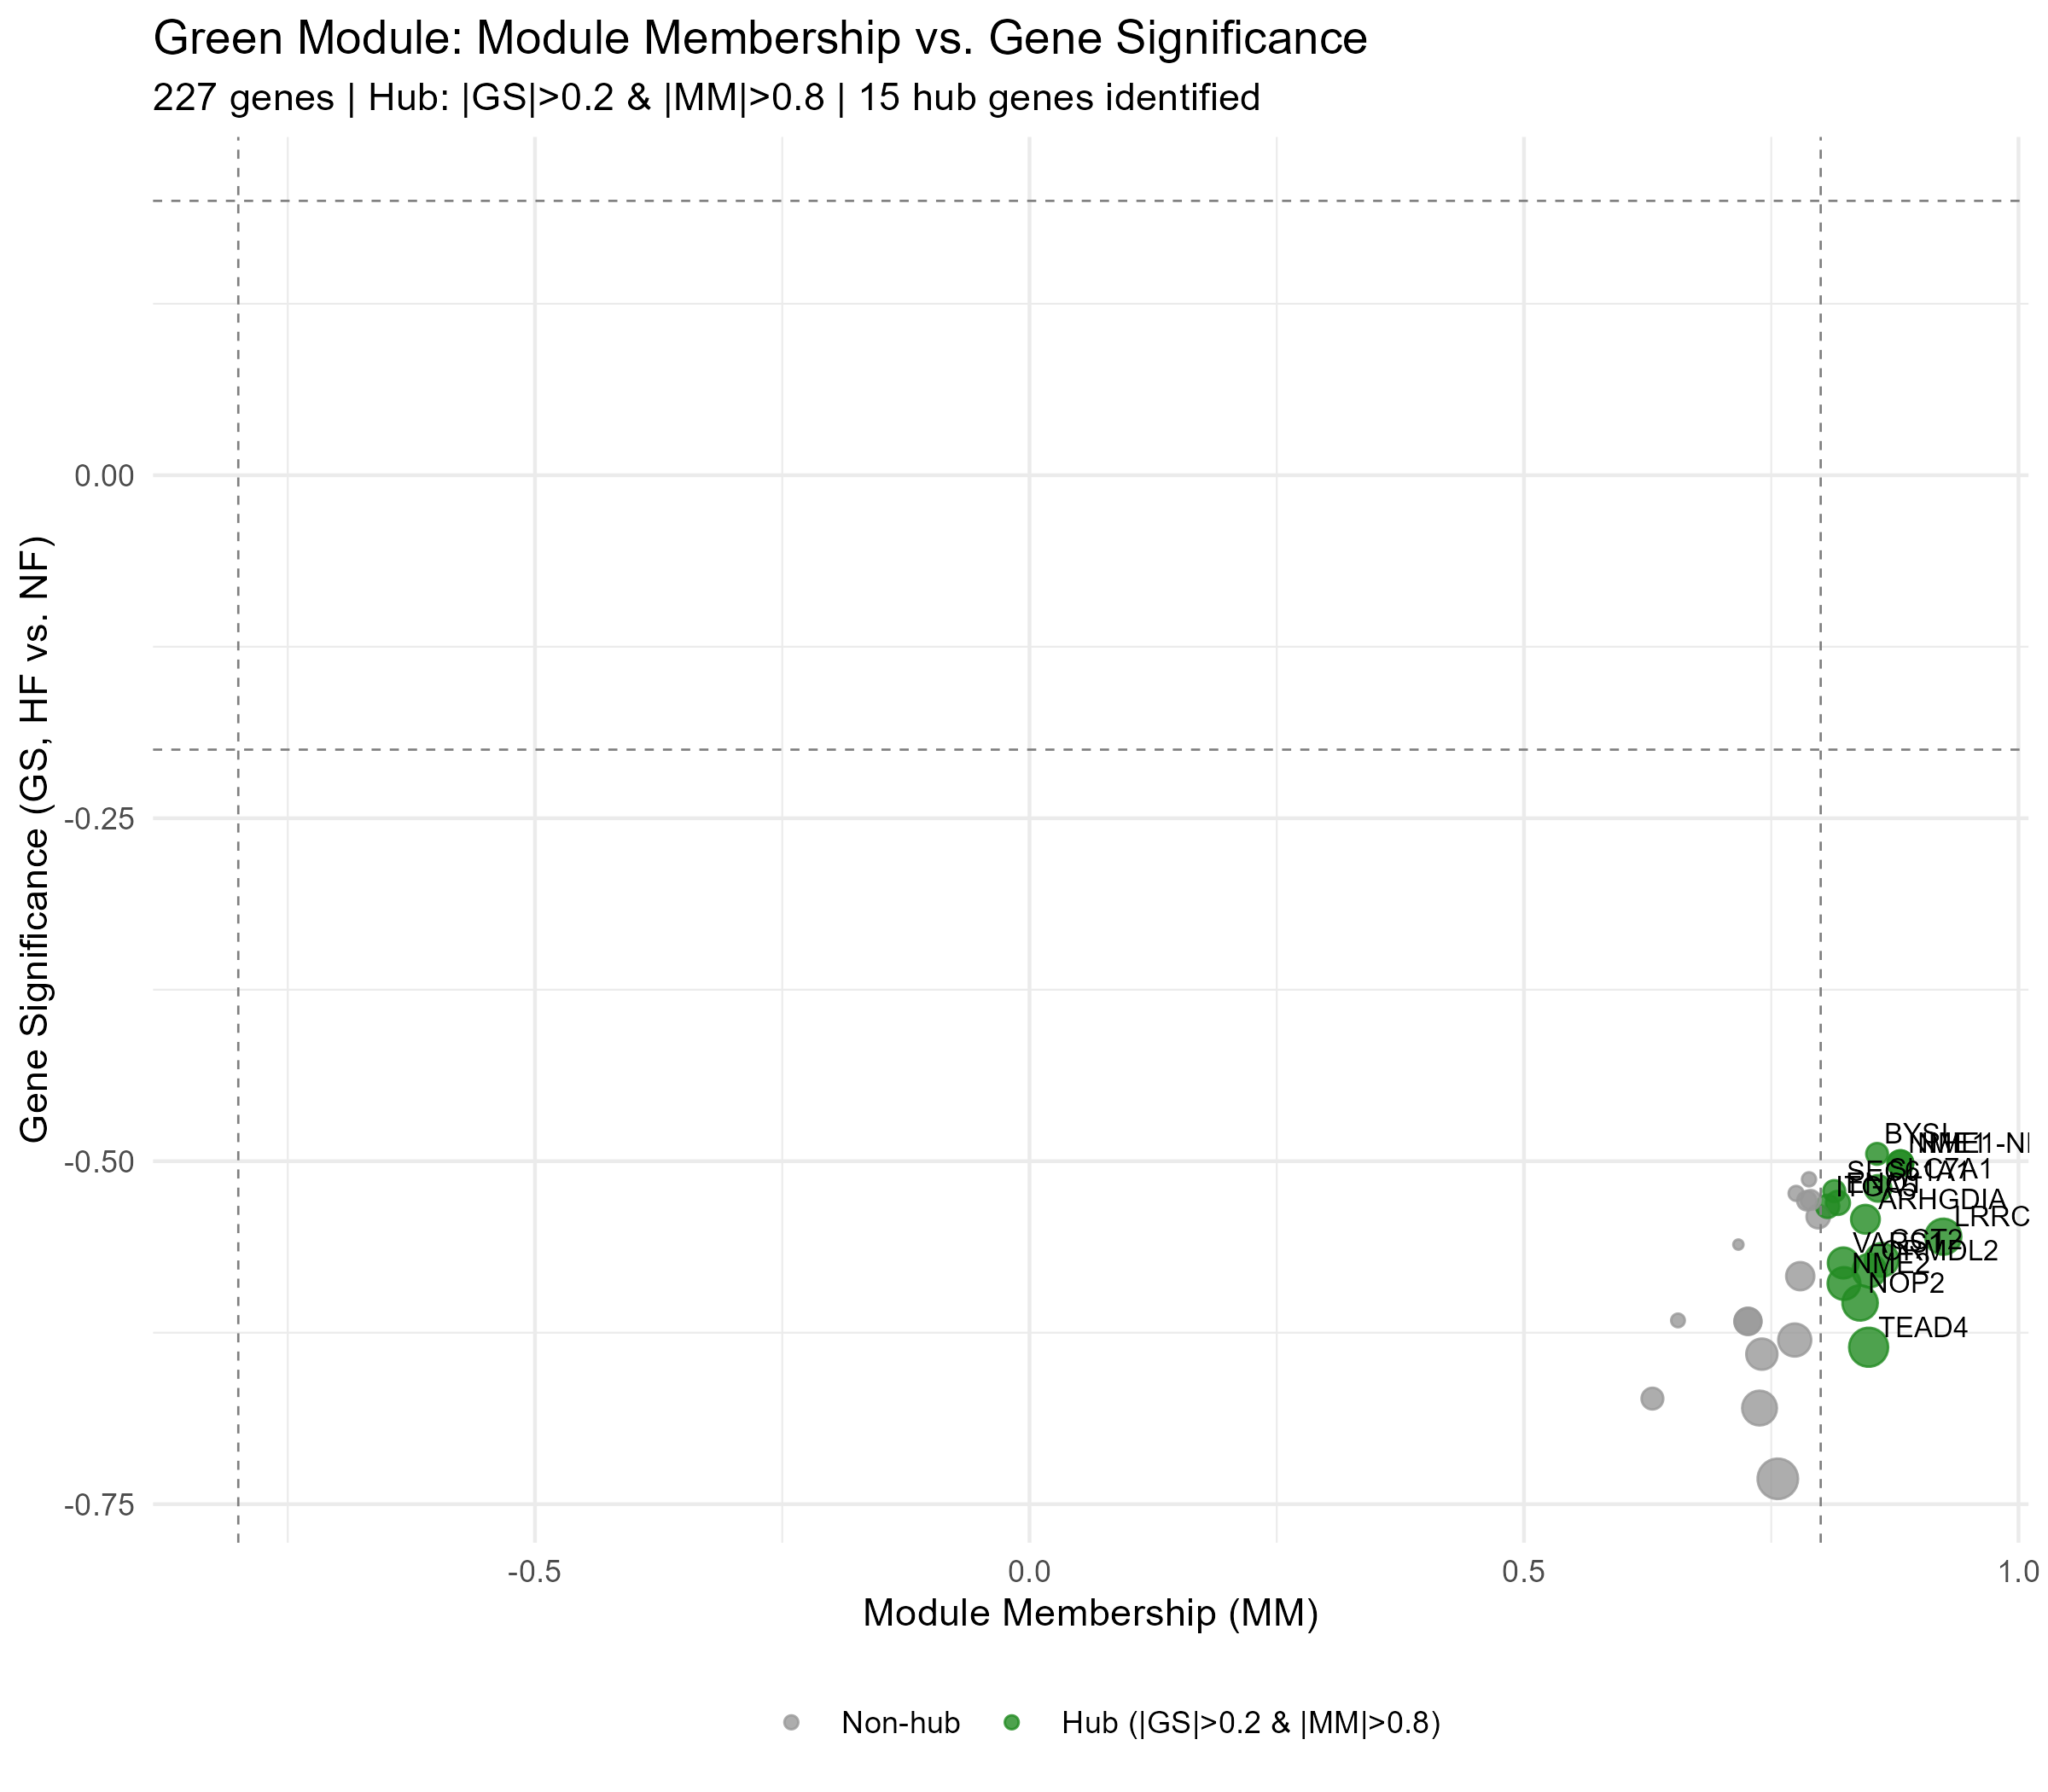 Green Module: Module Membership vs. Gene Significance
227 genes | Hub: |GS|>0.2 & |MM|>0.8 | 15 hub genes identified
Gene Significance (GS, HF vs. NF)
0.00
-0.25
-0.50
-0.75
BYSL
SLC7A1
ARHGDIA
LRRC
ORMDL2
NME2
NOP2
TEAD4
-0.5
0.0
0.5
1.0
Module Membership (MM)
Non-hub
Hub (|GS|>0.2 & |MM|>0.8)